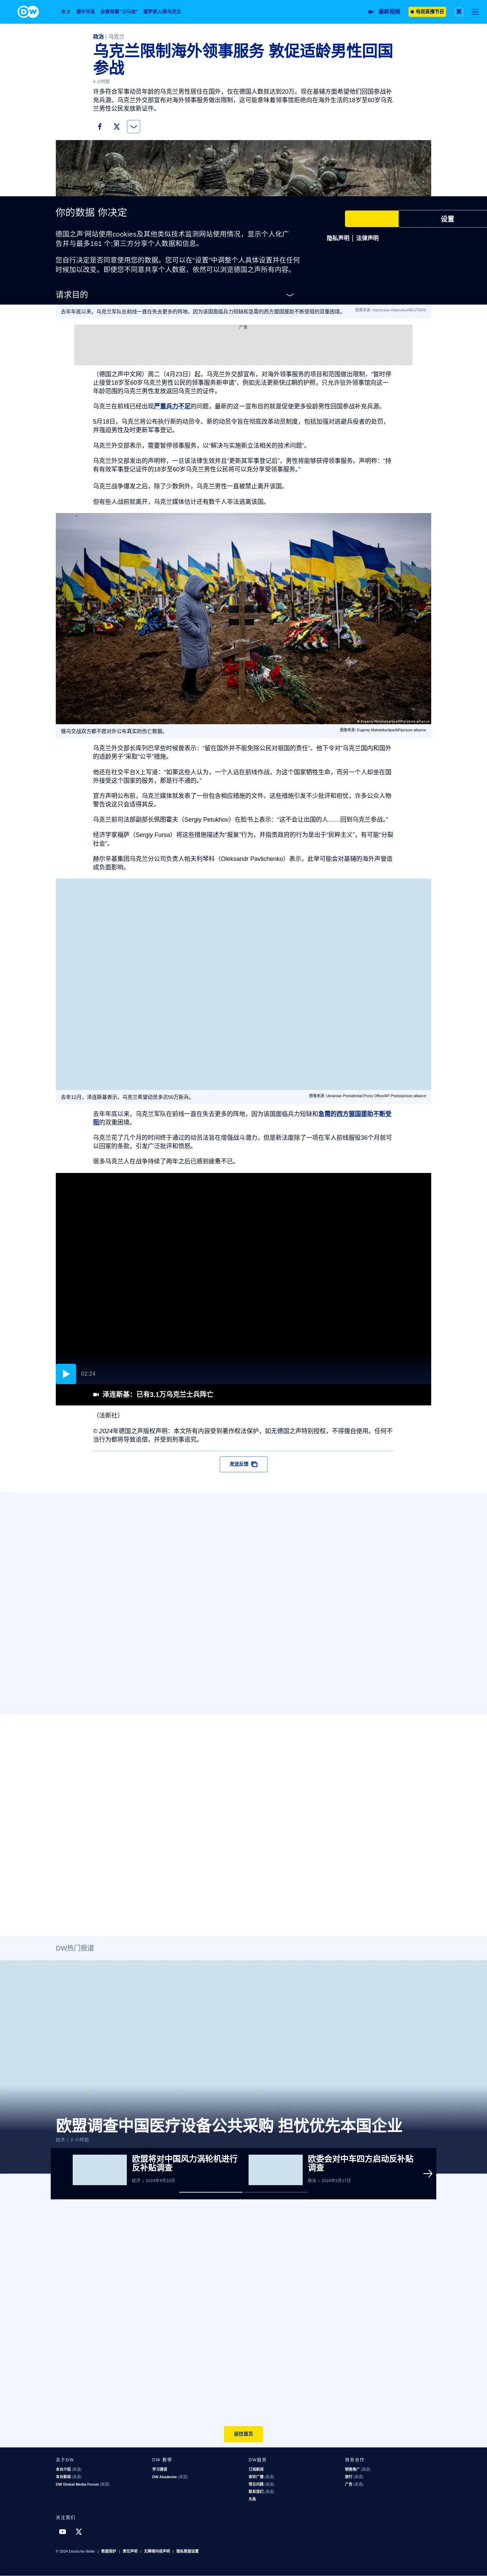 DW
焦点
德中关系
全景观察“习马会”
俄罗斯入侵乌克兰
最新视频
电视直播节目
繁
政治 | 乌克兰
乌克兰限制海外领事服务 敦促适龄男性回国
参战
4 小时前
许多符合军事动员年龄的乌克兰男性居住在国外，仅在德国人数就达到20万，现在基辅方面希望他们回国参战补
充兵源。乌克兰外交部宣布对海外领事服务做出限制，这可能意味着领事馆拒绝向在海外生活的18岁至60岁乌克
兰男性公民发放新证件。
你的数据 你决定
德国之声’网站使用cookies及其他类似技术监测网站使用情况，显示个人化广
告并与最多161 个,第三方分享个人数据和信息。
您自行决定是否同意使用您的数据。您可以在“设置”中调整个人具体设置并在任何
时候加以改变。即便您不同意共享个人数据，依然可以浏览德国之声所有内容。
请求目的
设置
隐私声明 | 法律声明
去年年底以来，乌克兰军队在前线一直在失去更多的阵地，因为该国面临兵力短缺和急需的西方盟国援助不断受阻的双重困境。
广告
（德国之声中文网）周二（4月23日）起，乌克兰外交部宣布，对海外领事服务的项目和范围做出限制，“暂时停
止接受18岁至60岁乌克兰男性公民的领事服务新申请”，例如无法更新快过期的护照，只允许驻外领事馆向这一
年龄范围的乌克兰男性发放返回乌克兰的证件。
乌克兰在前线已经出现严重兵力不足的问题，最新的这一宣布目的就是促使更多役龄男性回国参战补充兵源。
5月18日，乌克兰将公布执行新的动员令。新的动员令旨在彻底改革动员制度，包括加强对逃避兵役者的处罚，
并强迫男性及时更新军事登记。
乌克兰外交部表示，需要暂停领事服务，以“解决与实施新立法相关的技术问题”。
乌克兰外交部发出的声明称，一旦该法律生效并且“更新其军事登记后”，男性将能够获得领事服务。声明称：“持
有有效军事登记证件的18岁至60岁乌克兰男性公民将可以充分享受领事服务。”
乌克兰战争爆发之后，除了少数例外，乌克兰男性一直被禁止离开该国。
但有些人战前就离开，乌克兰媒体估计还有数千人非法逃离该国。
© Evgeniy Maloletka/AP/picture alliance
俄乌交战双方都不愿对外公布真实的伤亡数据。
图像来源: Evgeniy Maloletka/dpa/AP/picture alliance
乌克兰外交部长库列巴早些时候曾表示：“留在国外并不能免除公民对祖国的责任”。他下令对“乌克兰国内和国外
的适龄男子”采取“公平”措施。
他还在社交平台X上写道：“如果这些人认为，一个人远在前线作战，为这个国家牺牲生命，而另一个人却坐在国
外接受这个国家的服务，那是行不通的。”
官方声明公布前，乌克兰媒体就发表了一份包含相应措施的文件。这些措施引发不少批评和担忧，许多公众人物
警告说这只会适得其反。
乌克兰前司法部副部长佩图霍夫（Sergiy Petukhov）在脸书上表示：“这不会让出国的人……回到乌克兰参战。”
经济学家福萨（Sergiy Fursa）将这些措施描述为“报复”行为，并指责政府的行为是出于“民粹主义”，有可能“分裂
社会”。
赫尔辛基集团乌克兰分公司负责人帕夫利琴科（Oleksandr Pavlichenko）表示，此举可能会对基辅的海外声誉造
成负面影响。
去年12月，泽连斯基表示，乌克兰希望动员多达50万新兵。
图像来源: Ukrainian Presidential Press Office/AP Photo/picture alliance
去年年底以来，乌克兰军队在前线一直在失去更多的阵地，因为该国面临兵力短缺和急需的西方盟国援助不断受
阻的双重困境。
乌克兰花了几个月的时间终于通过的动员法旨在增强战斗潜力，但是新法废除了一项在军人前线服役36个月就可
以回家的条款，引发广泛批评和愤怒。
很多乌克兰人在战争持续了两年之后已感到疲惫不已。
02:24
泽连斯基：已有3.1万乌克兰士兵阵亡
（法新社）
© 2024年德国之声版权声明：本文所有内容受到著作权法保护，如无德国之声特别授权，不得擅自使用。任何不
当行为都将导致追偿，并受到刑事追究。
发送反馈
DW热门报道
欧盟调查中国医疗设备公共采购 担忧优先本国企业
经济 | 2 小时前
欧盟将对中国风力涡轮机进行
反补贴调查
经济 | 2024年4月10日
欧委会对中车四方启动反补贴
调查
政治 | 2024年2月17日
前往首页
关于DW
本台介绍 (英语)
本台新闻 (英语)
DW Global Media Forum (英语)
DW 教学
学习德语
DW Akademie (英语)
DW服务
订阅新闻
收听广播 (英语)
常见问题 (英语)
联系我们 (英语)
头条
商务合作
销售推广 (英语)
旅行 (英语)
广告 (英语)
关注我们
© 2024 Deutsche Welle | 数据保护 | 责任声明 | 无障碍内容声明 | 隐私数据设置